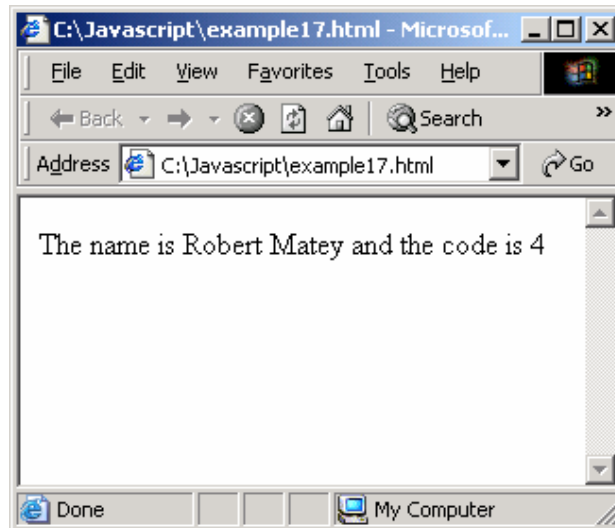 C:\Javascript\example17.html - Microsof...
File Edit View Favorites Tools Help
Back Search »
Address C:\Javascript\example17.html Go
The name is Robert Matey and the code is 4
Done My Computer